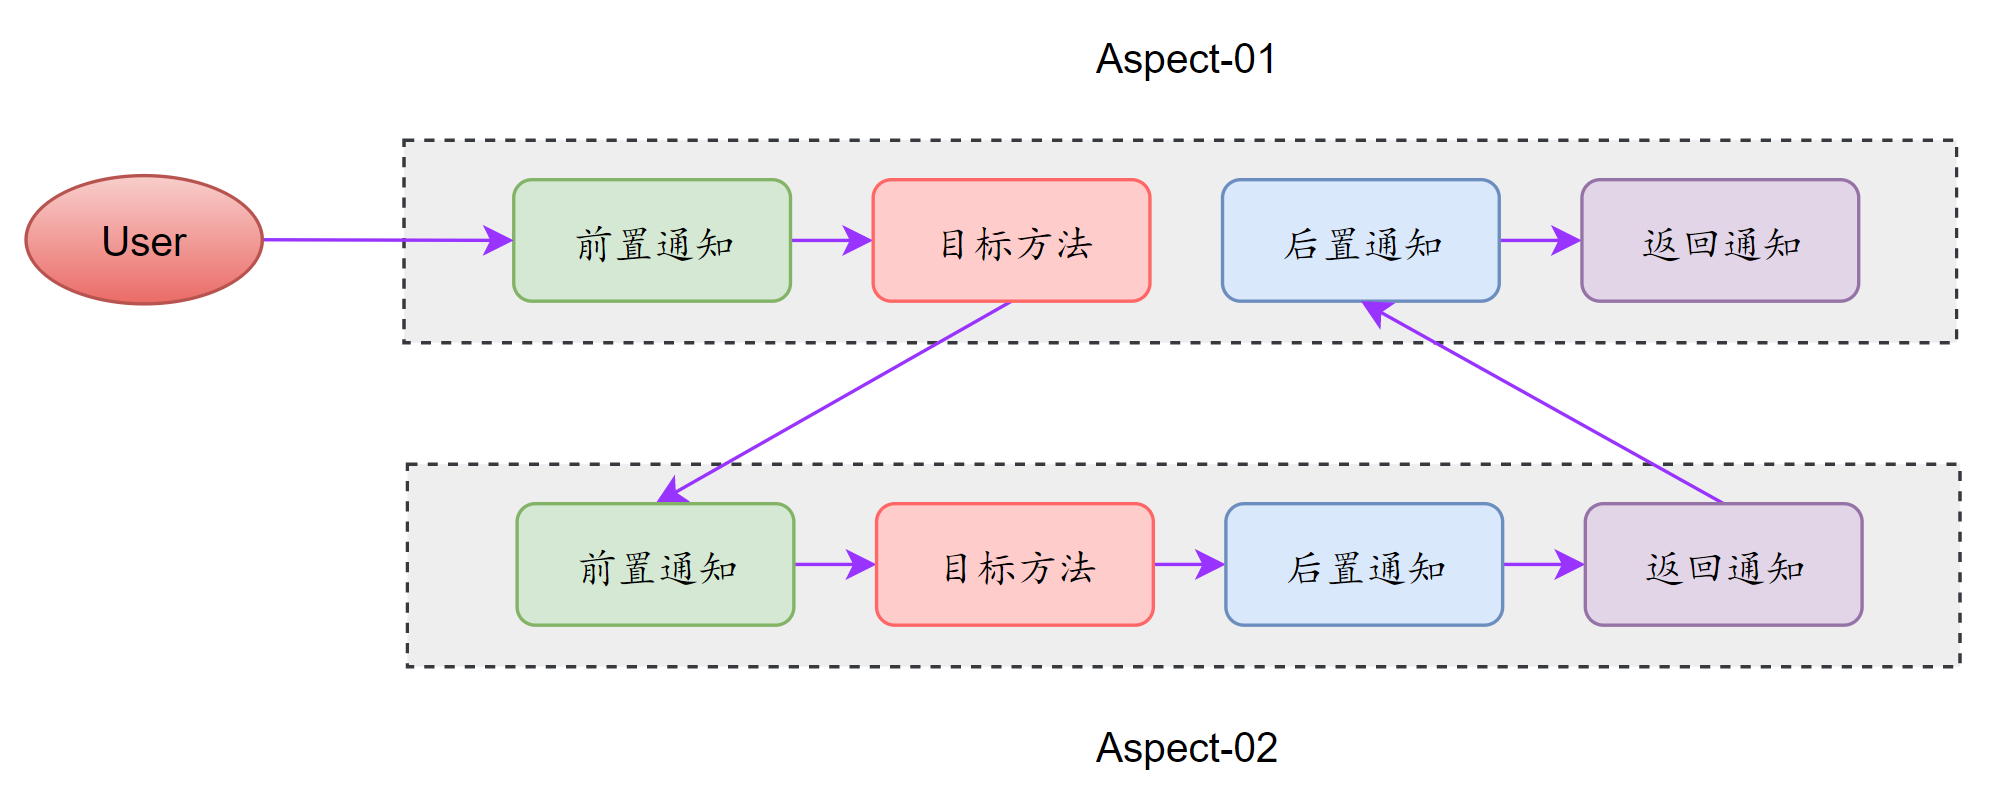 Aspect-01
User
前置通知
目标方法
后置通知
返回通知
前置通知
目标方法
后置通知
返回通知
Aspect-02